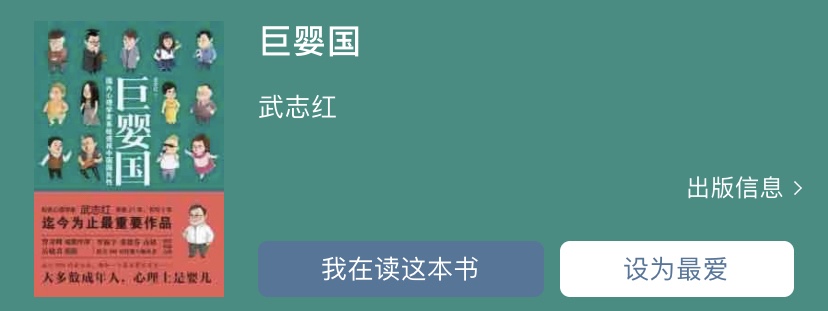 巨婴国
武志红
出版信息
我在读这本书
设为最爱
巨婴国
国内心理学家系统透视中国国民性
武志红
迄今为止最重要作品
大多数成年人，心理上是婴儿